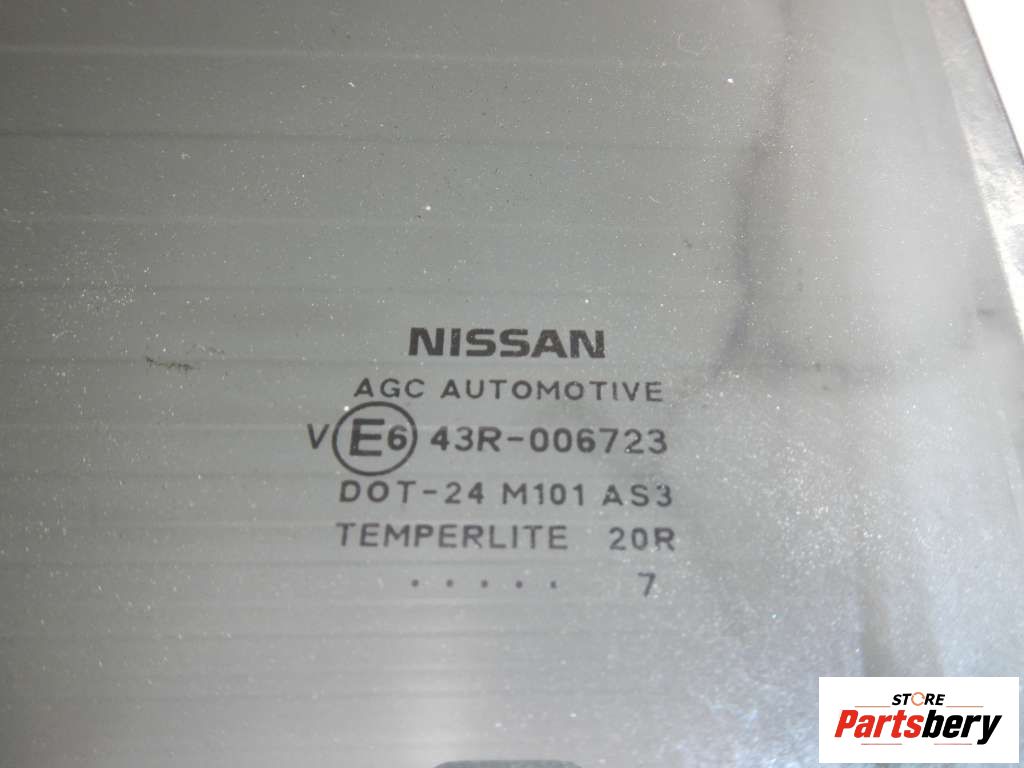 NISSAN
AGC AUTOMOTIVE
V E6 43R-006723
DOT-24 M101 AS3
TEMPERLITE 20R
. . . . . 7
STORE
Partsbery